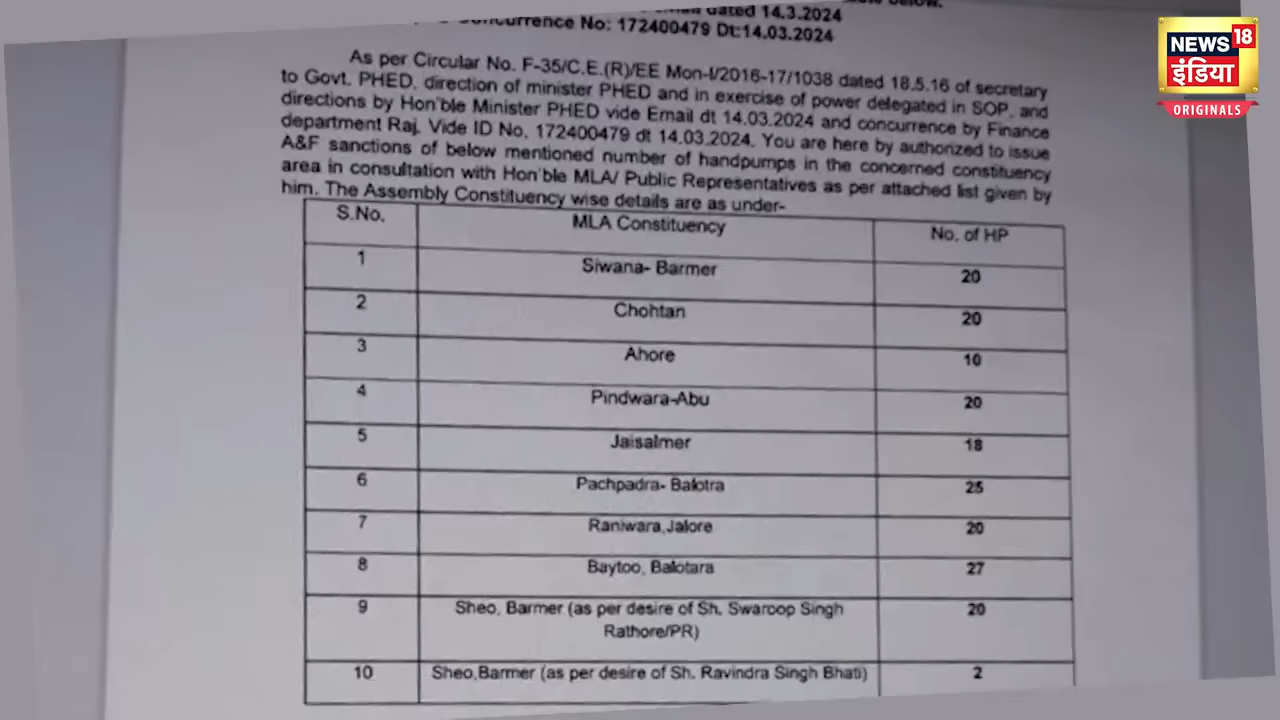 dated 14.3.2024
Concurrence No: 172400479 Dt:14.03.2024
As per Circular No. F-35/C.E.(R)/EE Mon-I/2016-17/1038 dated 18.5.16 of secretary
to Govt. PHED, direction of minister PHED and in exercise of power delegated in SOP, and
directions by Hon'ble Minister PHED vide Email dt 14.03.2024 and concurrence by Finance
department Raj. Vide ID No. 172400479 dt 14.03.2024. You are here by authorized to issue
A&F sanctions of below mentioned number of handpumps in the concerned constituency
area in consultation with Hon'ble MLA/ Public Representatives as per attached list given by
him. The Assembly Constituency wise details are as under-
S.No. MLA Constituency No. of HP
1 Siwana- Barmer 20
2 Chohtan 20
3 Ahore 10
4 Pindwara-Abu 20
5 Jaisalmer 18
6 Pachpadra- Balotra 25
7 Raniwara,Jalore 20
8 Baytoo, Balotara 27
9 Sheo, Barmer (as per desire of Sh. Swaroop Singh 20
Rathore/PR)
10 Sheo,Barmer (as per desire of Sh. Ravindra Singh Bhati) 2
NEWS 18
इंडिया
ORIGINALS